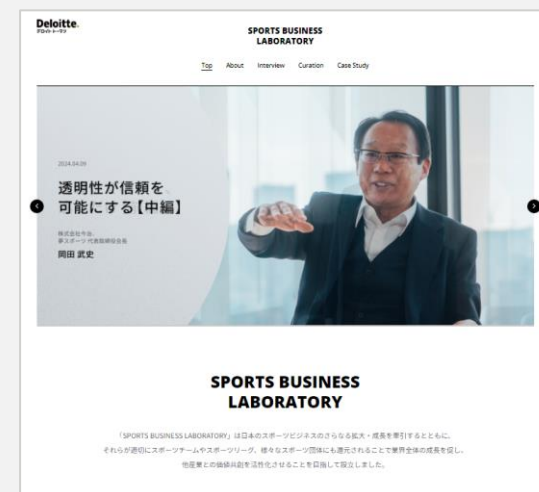 Deloitte.
デロイト トーマツ
SPORTS BUSINESS
LABORATORY
Top About Interview Curation Case Study
2024.04.09
透明性が信頼を
可能にする【中編】
株式会社今治.
夢スポーツ 代表取締役会長
岡田 武史
SPORTS BUSINESS
LABORATORY
「SPORTS BUSINESS LABORATORY」は日本のスポーツビジネスのさらなる拡大・成長を牽引するとともに、
それらが適切にスポーツチームやスポーツリーグ、様々なスポーツ団体にも還元されることで業界全体の成長を促し、
他産業との価値共創を活性化させることを目指して設立しました。